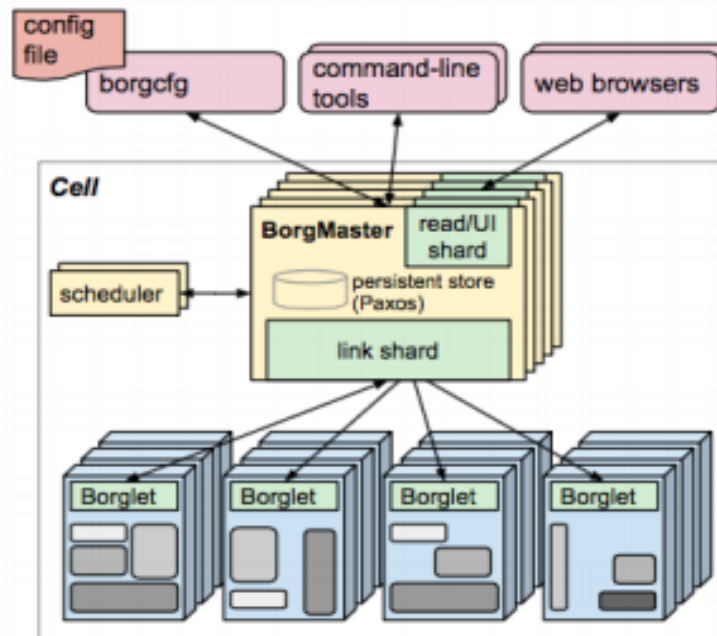 config
file
borgcfg
command-line
tools
web browsers
Cell
BorgMaster
read/UI
shard
scheduler
persistent store
(Paxos)
link shard
Borglet
Borglet
Borglet
Borglet